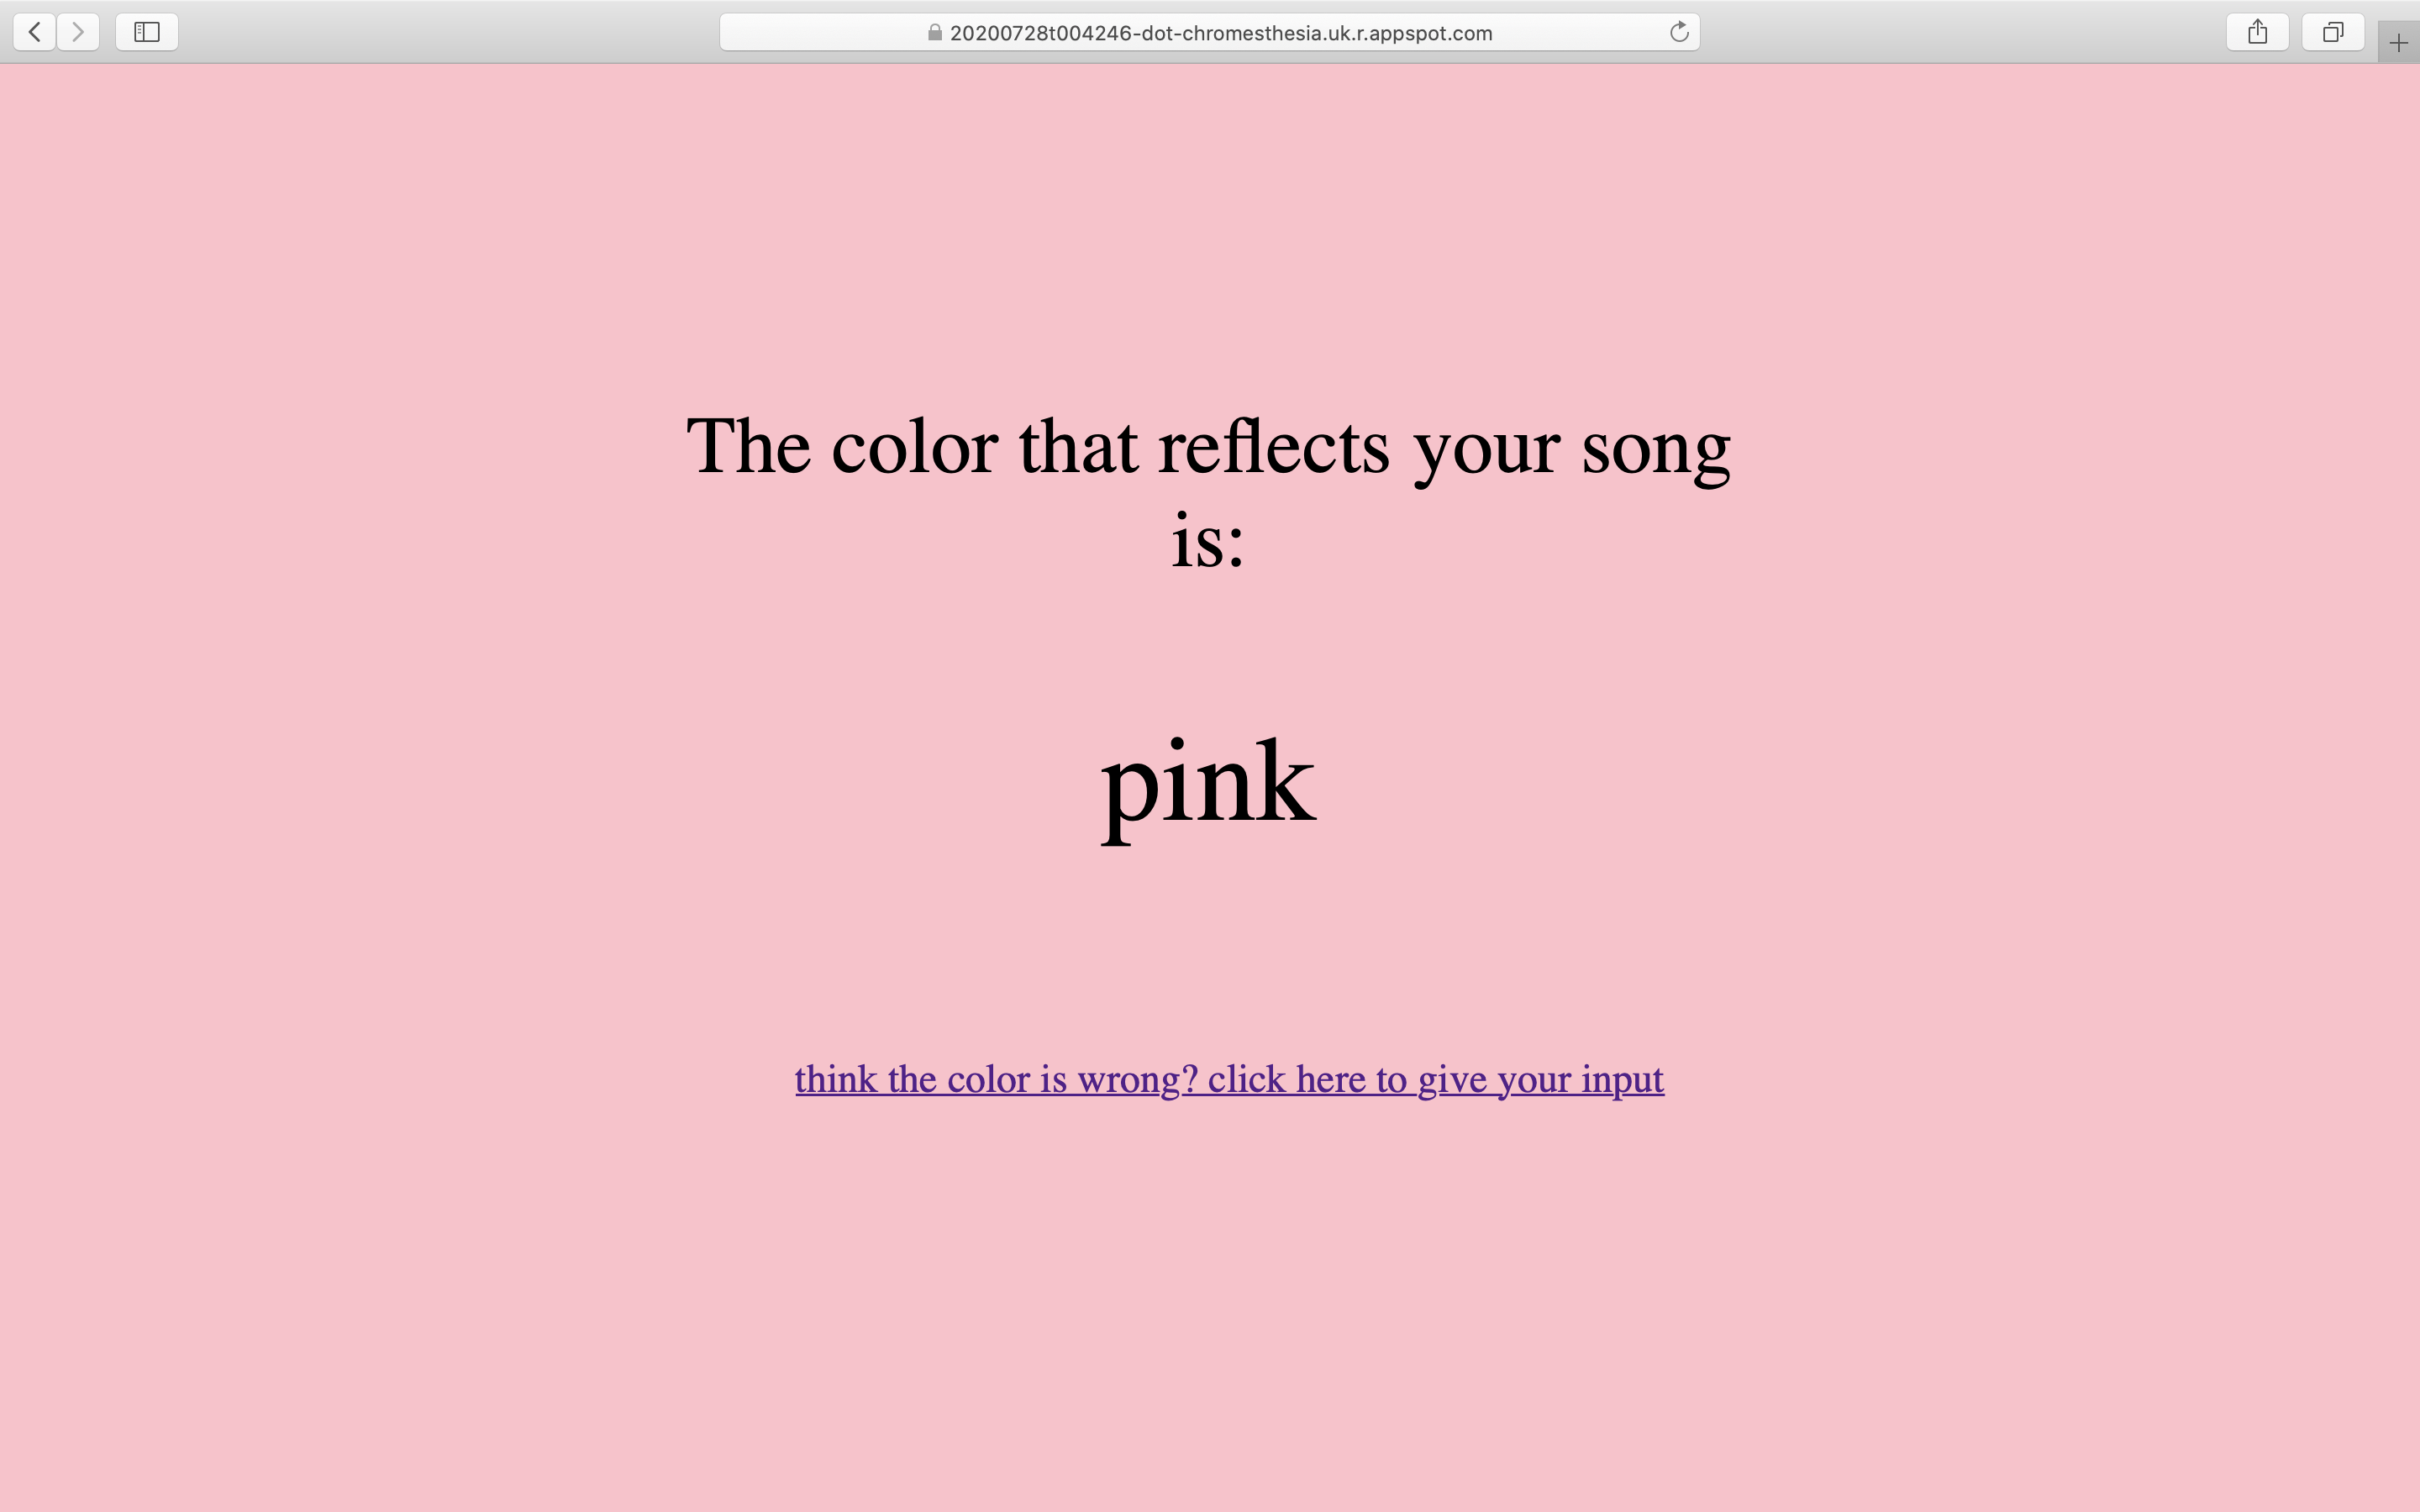 20200728t004246-dot-chromesthesia.uk.r.appspot.com
The color that reflects your song
is:
pink
think the color is wrong? click here to give your input